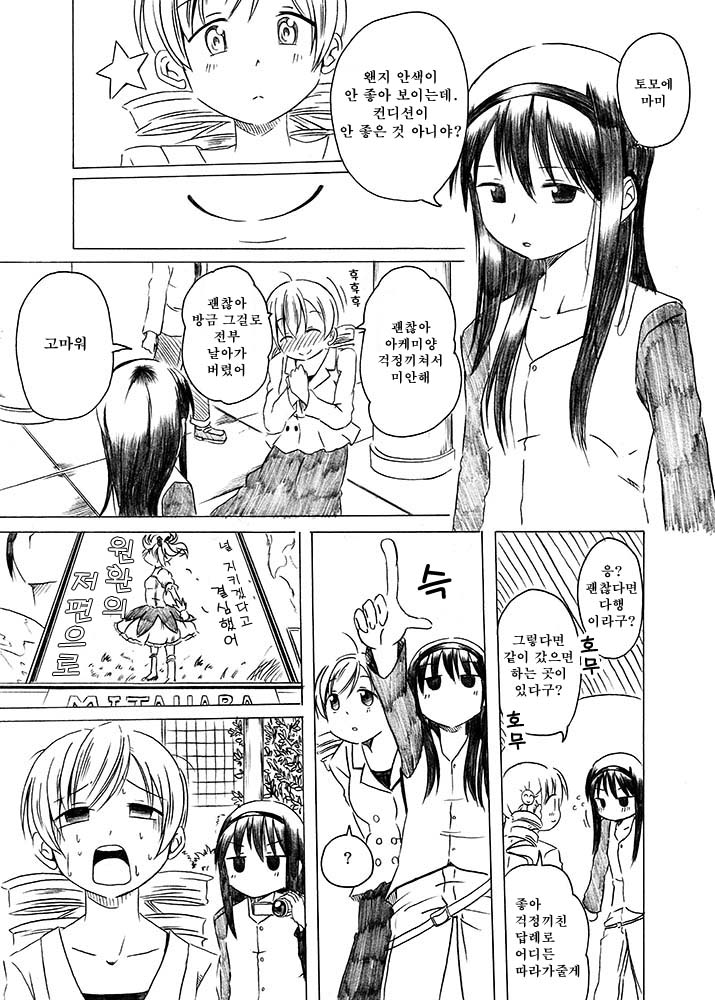 토모에
마미
왠지 안색이
안 좋아 보이는데.
컨디션이
안 좋은 것 아니야?
흑흑흑
괜찮아
아케미양
걱정끼쳐서
미안해
괜찮아
방금 그걸로
전부
날아가
버렸어
고마워
응?
괜찮다면
다행
이라구?
호무
그렇다면
같이 갔으면
하는 곳이
있다구?
호무
좋아
걱정끼친
답례로
어디든
따라가줄게
슥
?
널 지키겠다고
결심했어
원환의
저편으로
MITAHARA